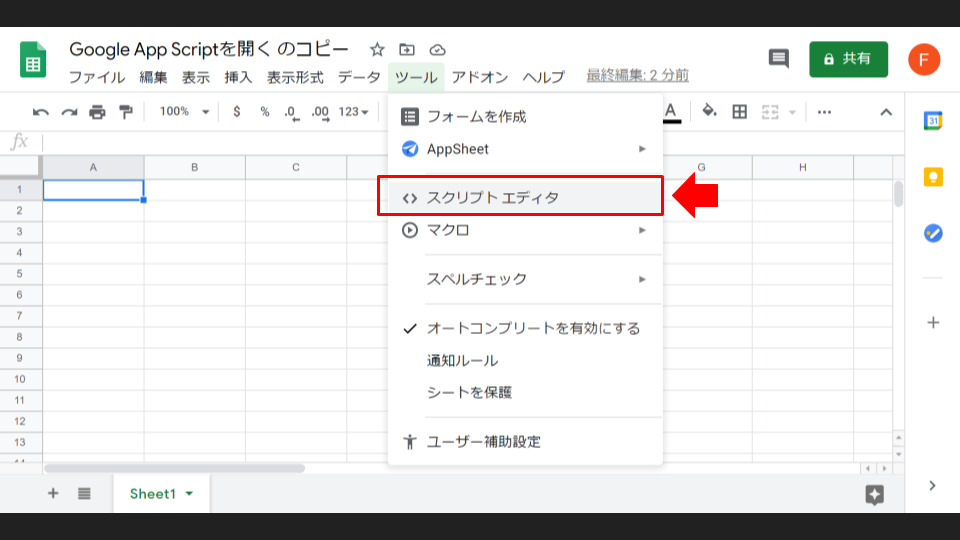 Google App Scriptを開く のコピー
ファイル 編集 表示 挿入 表示形式 データ ツール アドオン ヘルプ 最終編集: 2 分前
共有
F
100% $ % .0 .00 123 A
31
fx
A B C G H
フォームを作成
AppSheet
スクリプト エディタ
マクロ
スペルチェック
オートコンプリートを有効にする
通知ルール
シートを保護
ユーザー補助設定
1
2
3
4
5
6
7
8
9
10
11
12
13
Sheet1